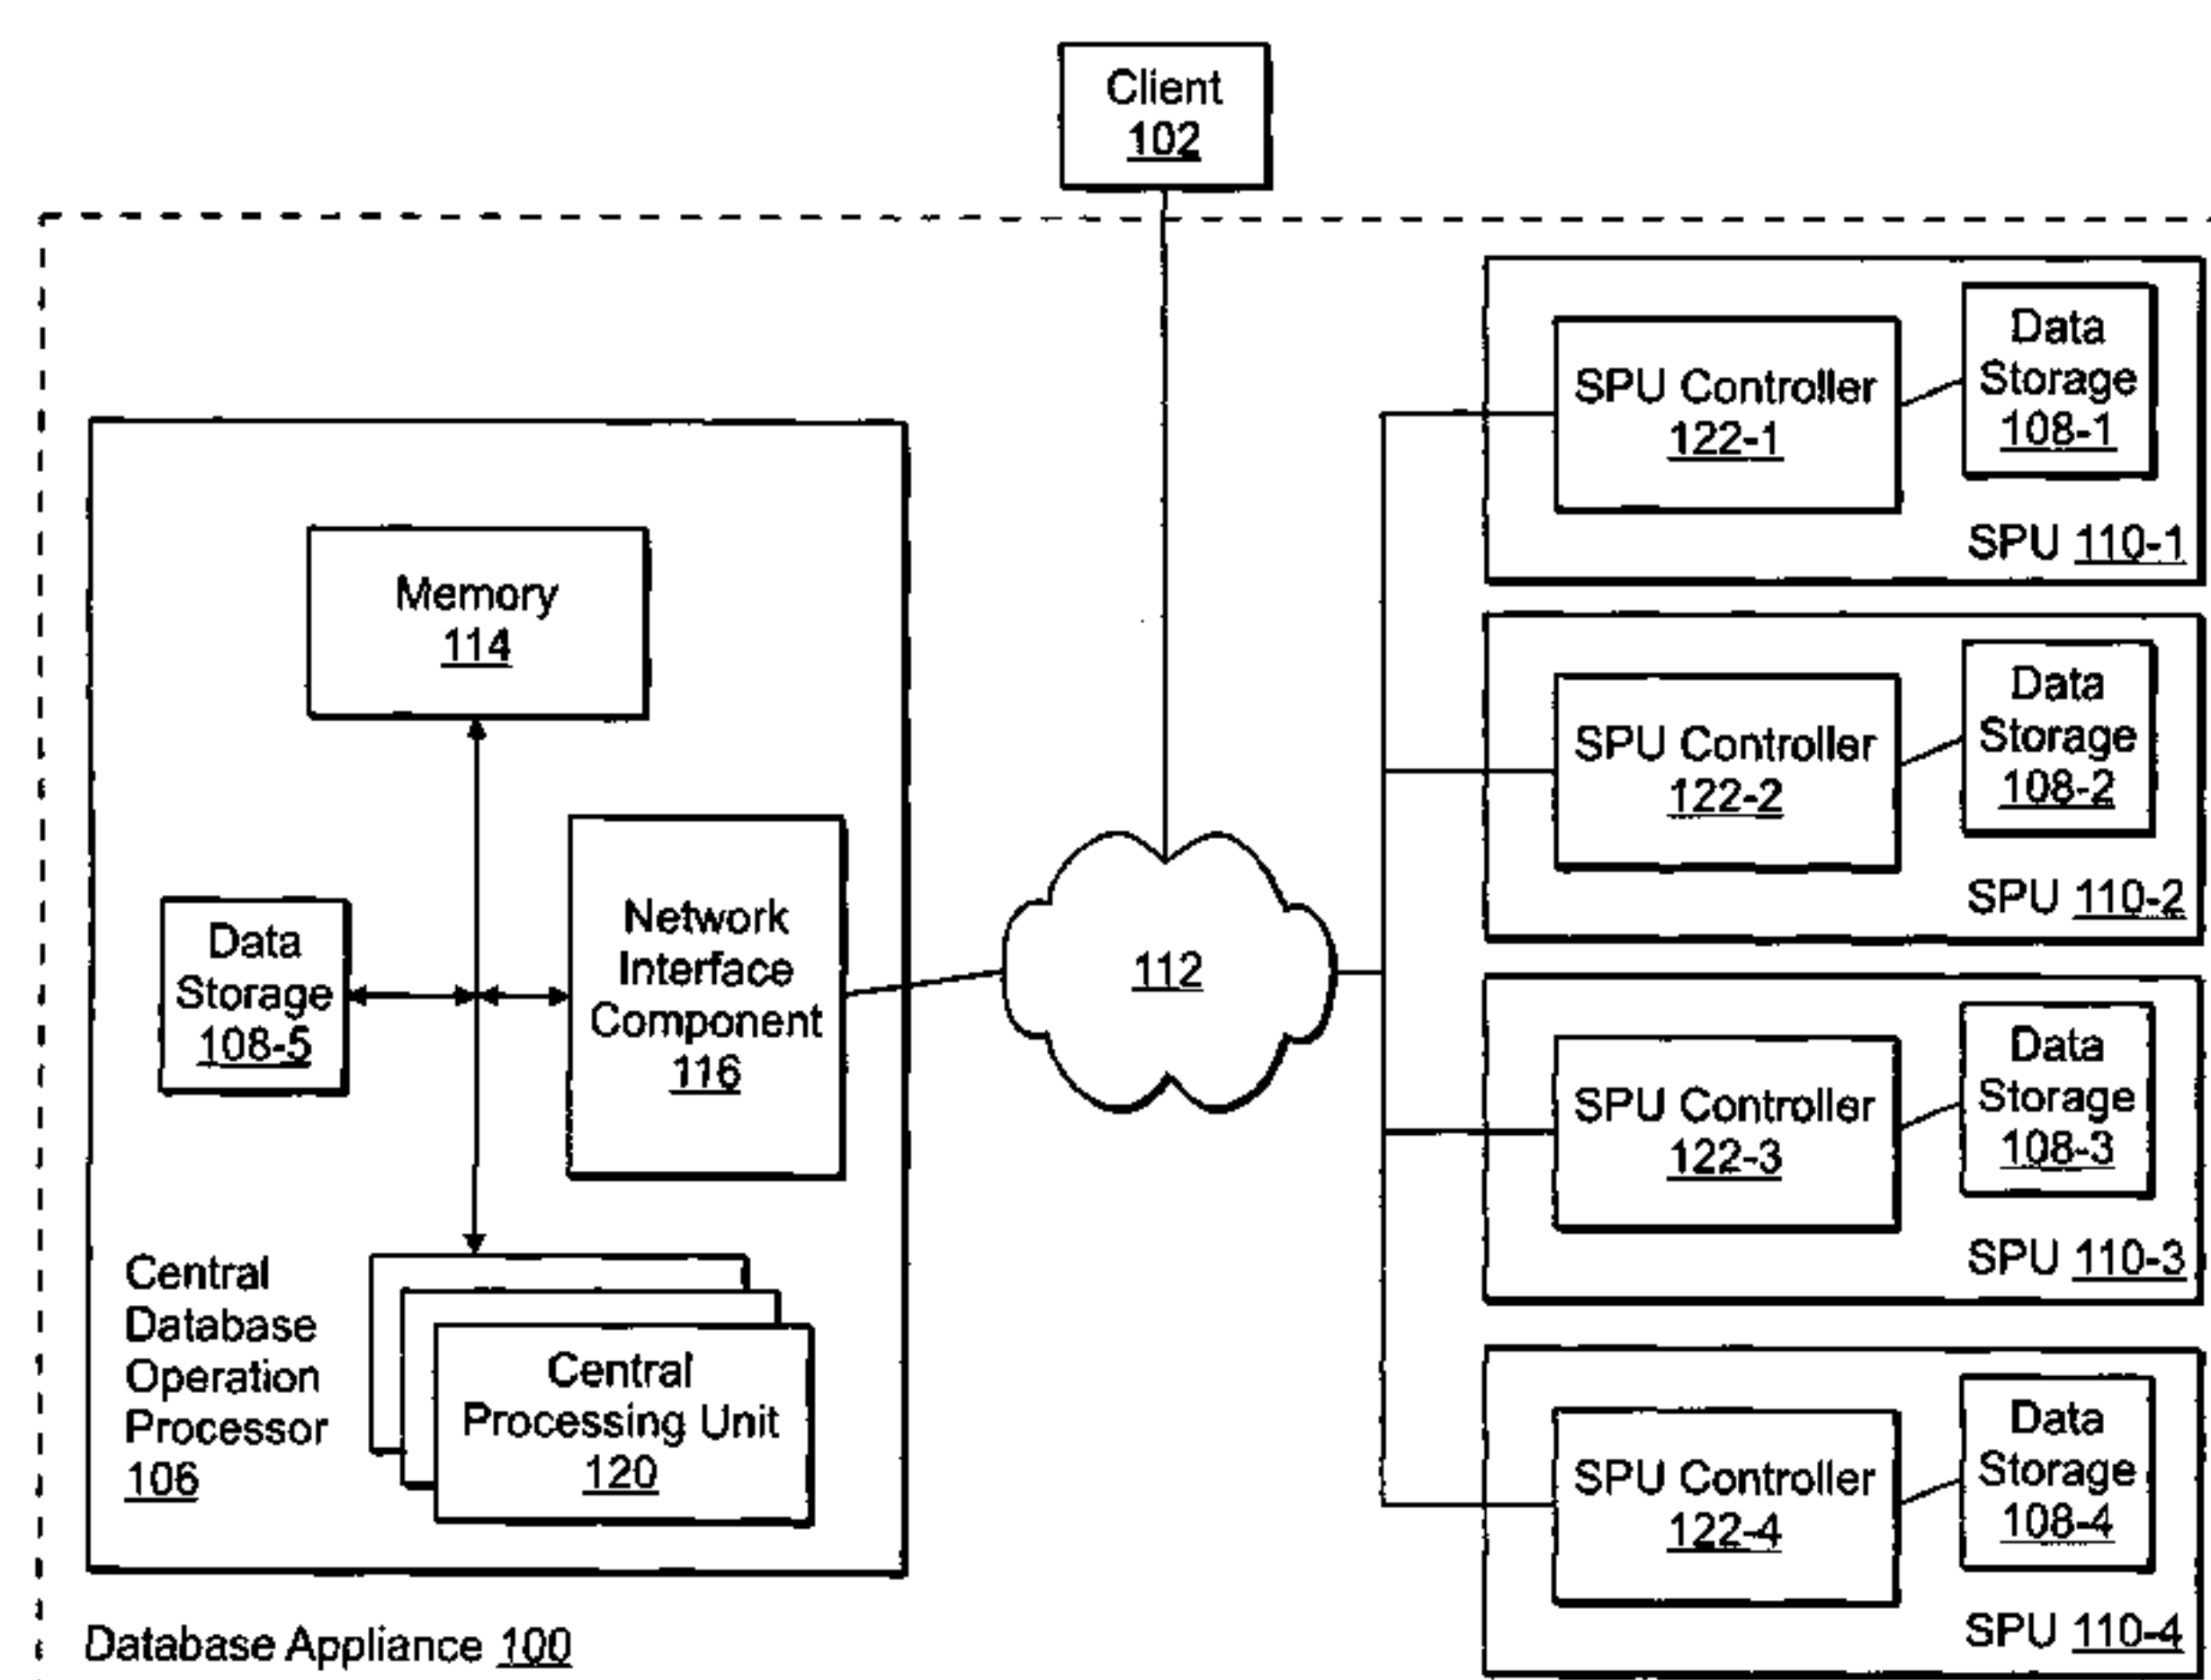 Client
102
SPU Controller
122-1
Data
Storage
108-1
SPU 110-1
Memory
114
SPU Controller
122-2
Data
Storage
108-2
SPU 110-2
Data
Storage
108-5
Network
Interface
Component
116
112
SPU Controller
122-3
Data
Storage
108-3
SPU 110-3
Central
Database
Operation
Processor
106
Central
Processing Unit
120
SPU Controller
122-4
Data
Storage
108-4
SPU 110-4
Database Appliance 100